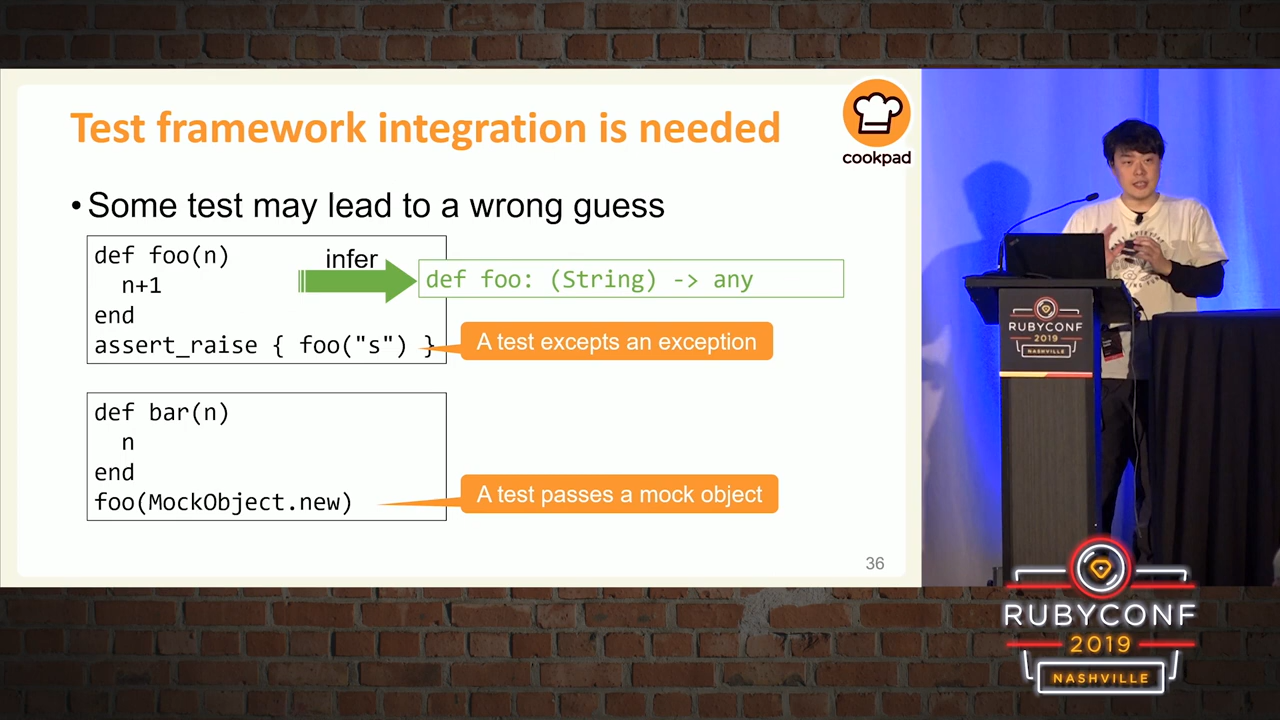 Test framework integration is needed
cookpad
• Some test may lead to a wrong guess
def foo(n)
n+1
end
assert_raise { foo("s") }
infer
def foo: (String) -> any
A test excepts an exception
def bar(n)
n
end
foo(MockObject.new)
A test passes a mock object
36
RUBYCONF
2019
NASHVILLE
RUBYCONF
2019
NASHVILLE